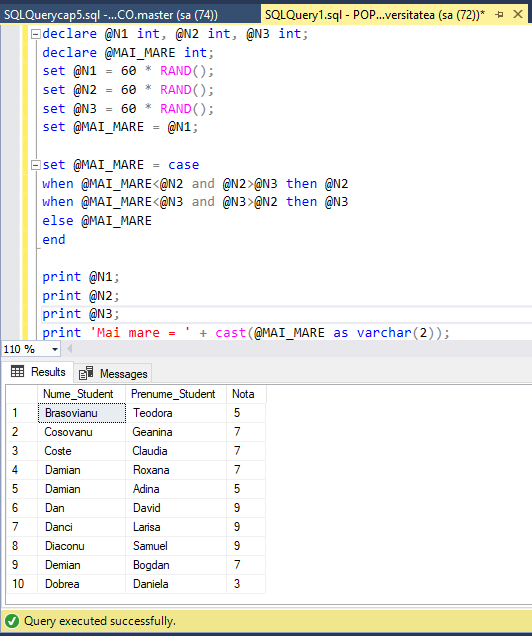 SQLQuerycap5.sql -...CO.master (sa (74))  SQLQuery1.sql - POP...versitatea (sa (72))*
declare @N1 int, @N2 int, @N3 int;
declare @MAI_MARE int;
set @N1 = 60 * RAND();
set @N2 = 60 * RAND();
set @N3 = 60 * RAND();
set @MAI_MARE = @N1;
set @MAI_MARE = case
when @MAI_MARE<@N2 and @N2>@N3 then @N2
when @MAI_MARE<@N3 and @N3>@N2 then @N3
else @MAI_MARE
end
print @N1;
print @N2;
print @N3;
print 'Mai mare = ' + cast(@MAI_MARE as varchar(2));
110 %
Results Messages
Nume_Student Prenume_Student Nota
1 Brasovianu Teodora 5
2 Cosovanu Geanina 7
3 Coste Claudia 7
4 Damian Roxana 7
5 Damian Adina 5
6 Dan David 9
7 Danci Larisa 9
8 Diaconu Samuel 9
9 Demian Bogdan 7
10 Dobrea Daniela 3
Query executed successfully.